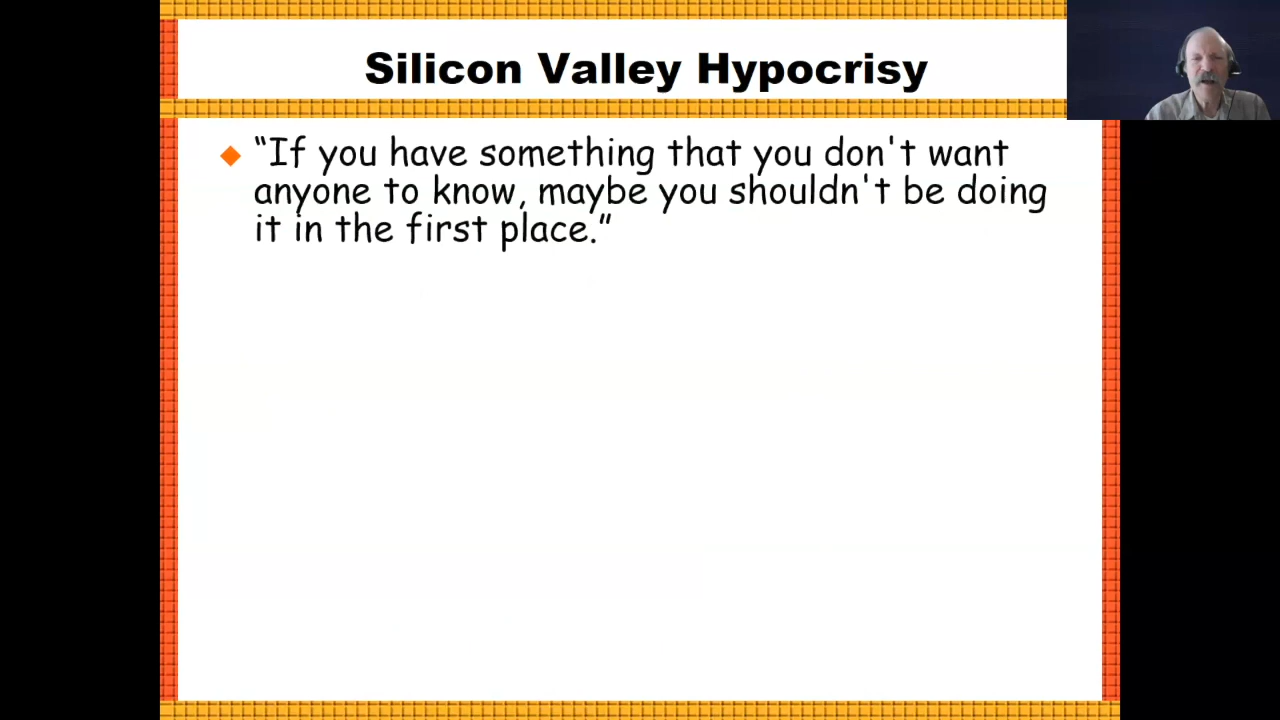 Silicon Valley Hypocrisy
“If you have something that you don't want
anyone to know, maybe you shouldn't be doing
it in the first place.”